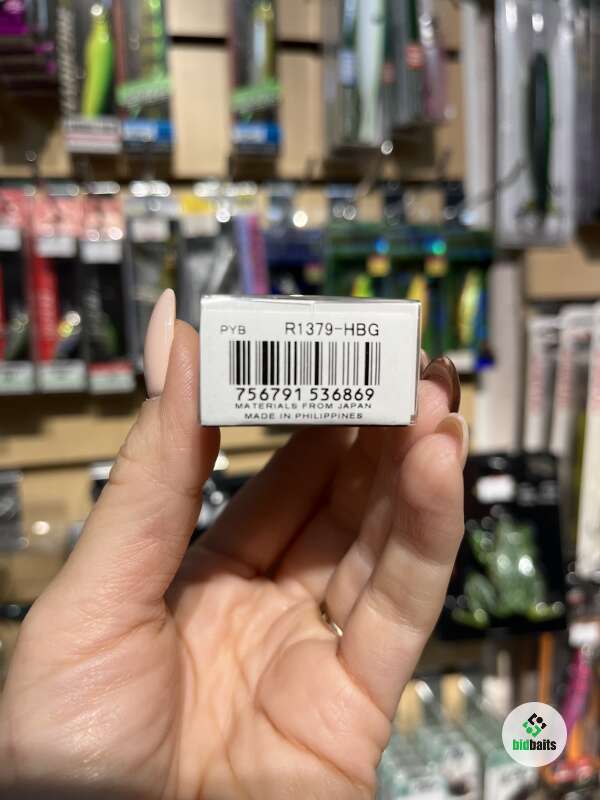 PYB R1379-HBG
756791 536869
MATERIALS FROM JAPAN
MADE IN PHILIPPINES
bidbaits